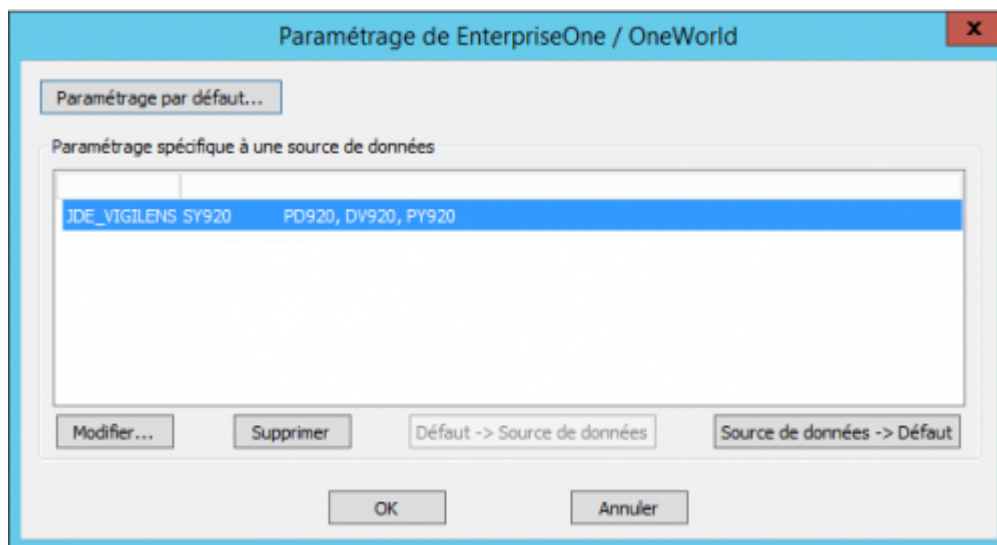 Paramétrage de EnterpriseOne / OneWorld
x
Paramétrage par défaut...
Paramétrage spécifique à une source de données
JDE_VIGILENS SY920 PD920, DV920, PY920
Modifier... Supprimer Défaut -> Source de données Source de données -> Défaut
OK Annuler